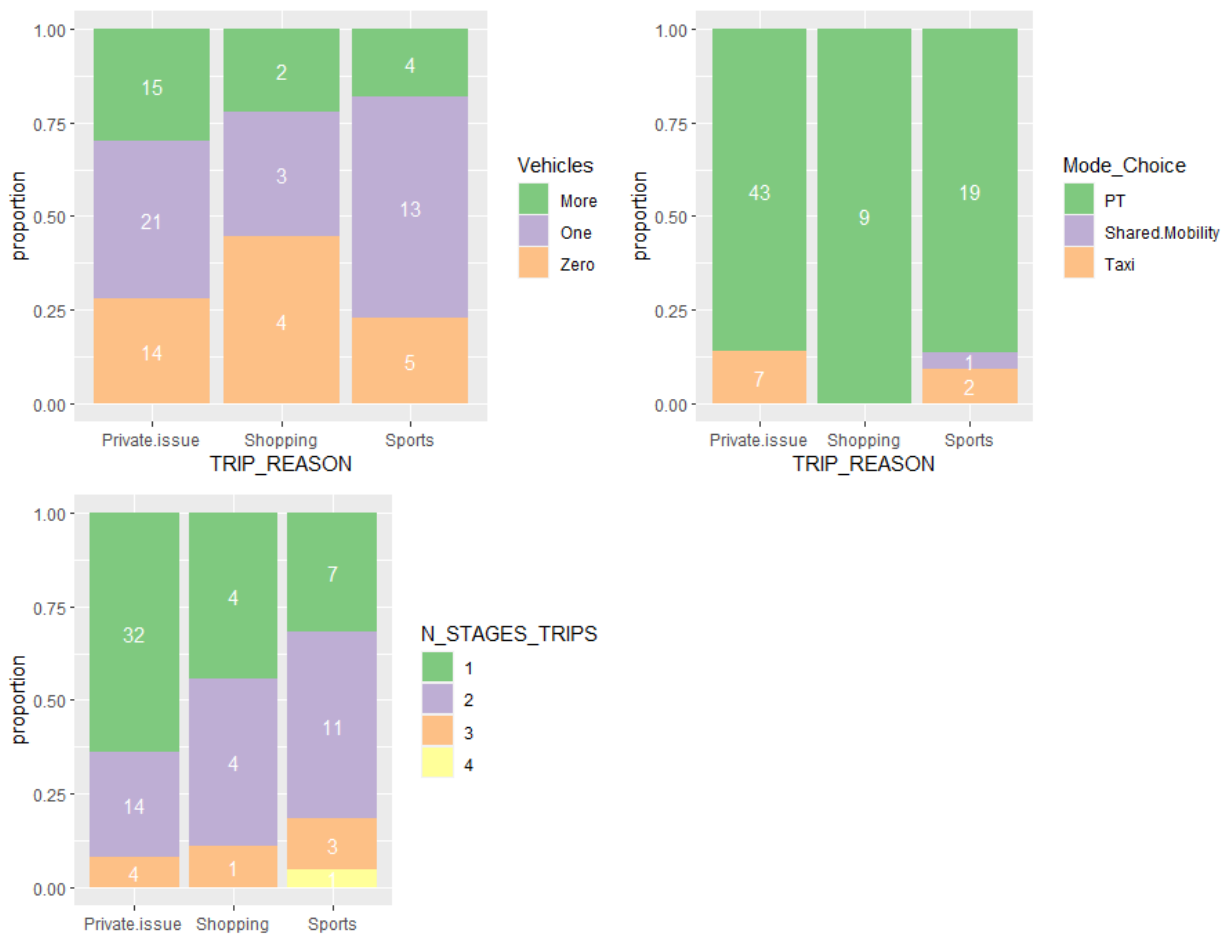 1.00
0.75
0.50
0.25
0.00
proportion
15
21
14
2
3
4
4
13
5
Private.issue Shopping Sports
TRIP_REASON
Vehicles
More
One
Zero
1.00
0.75
0.50
0.25
0.00
proportion
43
7
9
19
1
2
Private.issue Shopping Sports
TRIP_REASON
Mode_Choice
PT
Shared.Mobility
Taxi
1.00
0.75
0.50
0.25
0.00
proportion
32
14
4
4
4
1
7
11
3
1
Private.issue Shopping Sports
N_STAGES_TRIPS
1
2
3
4